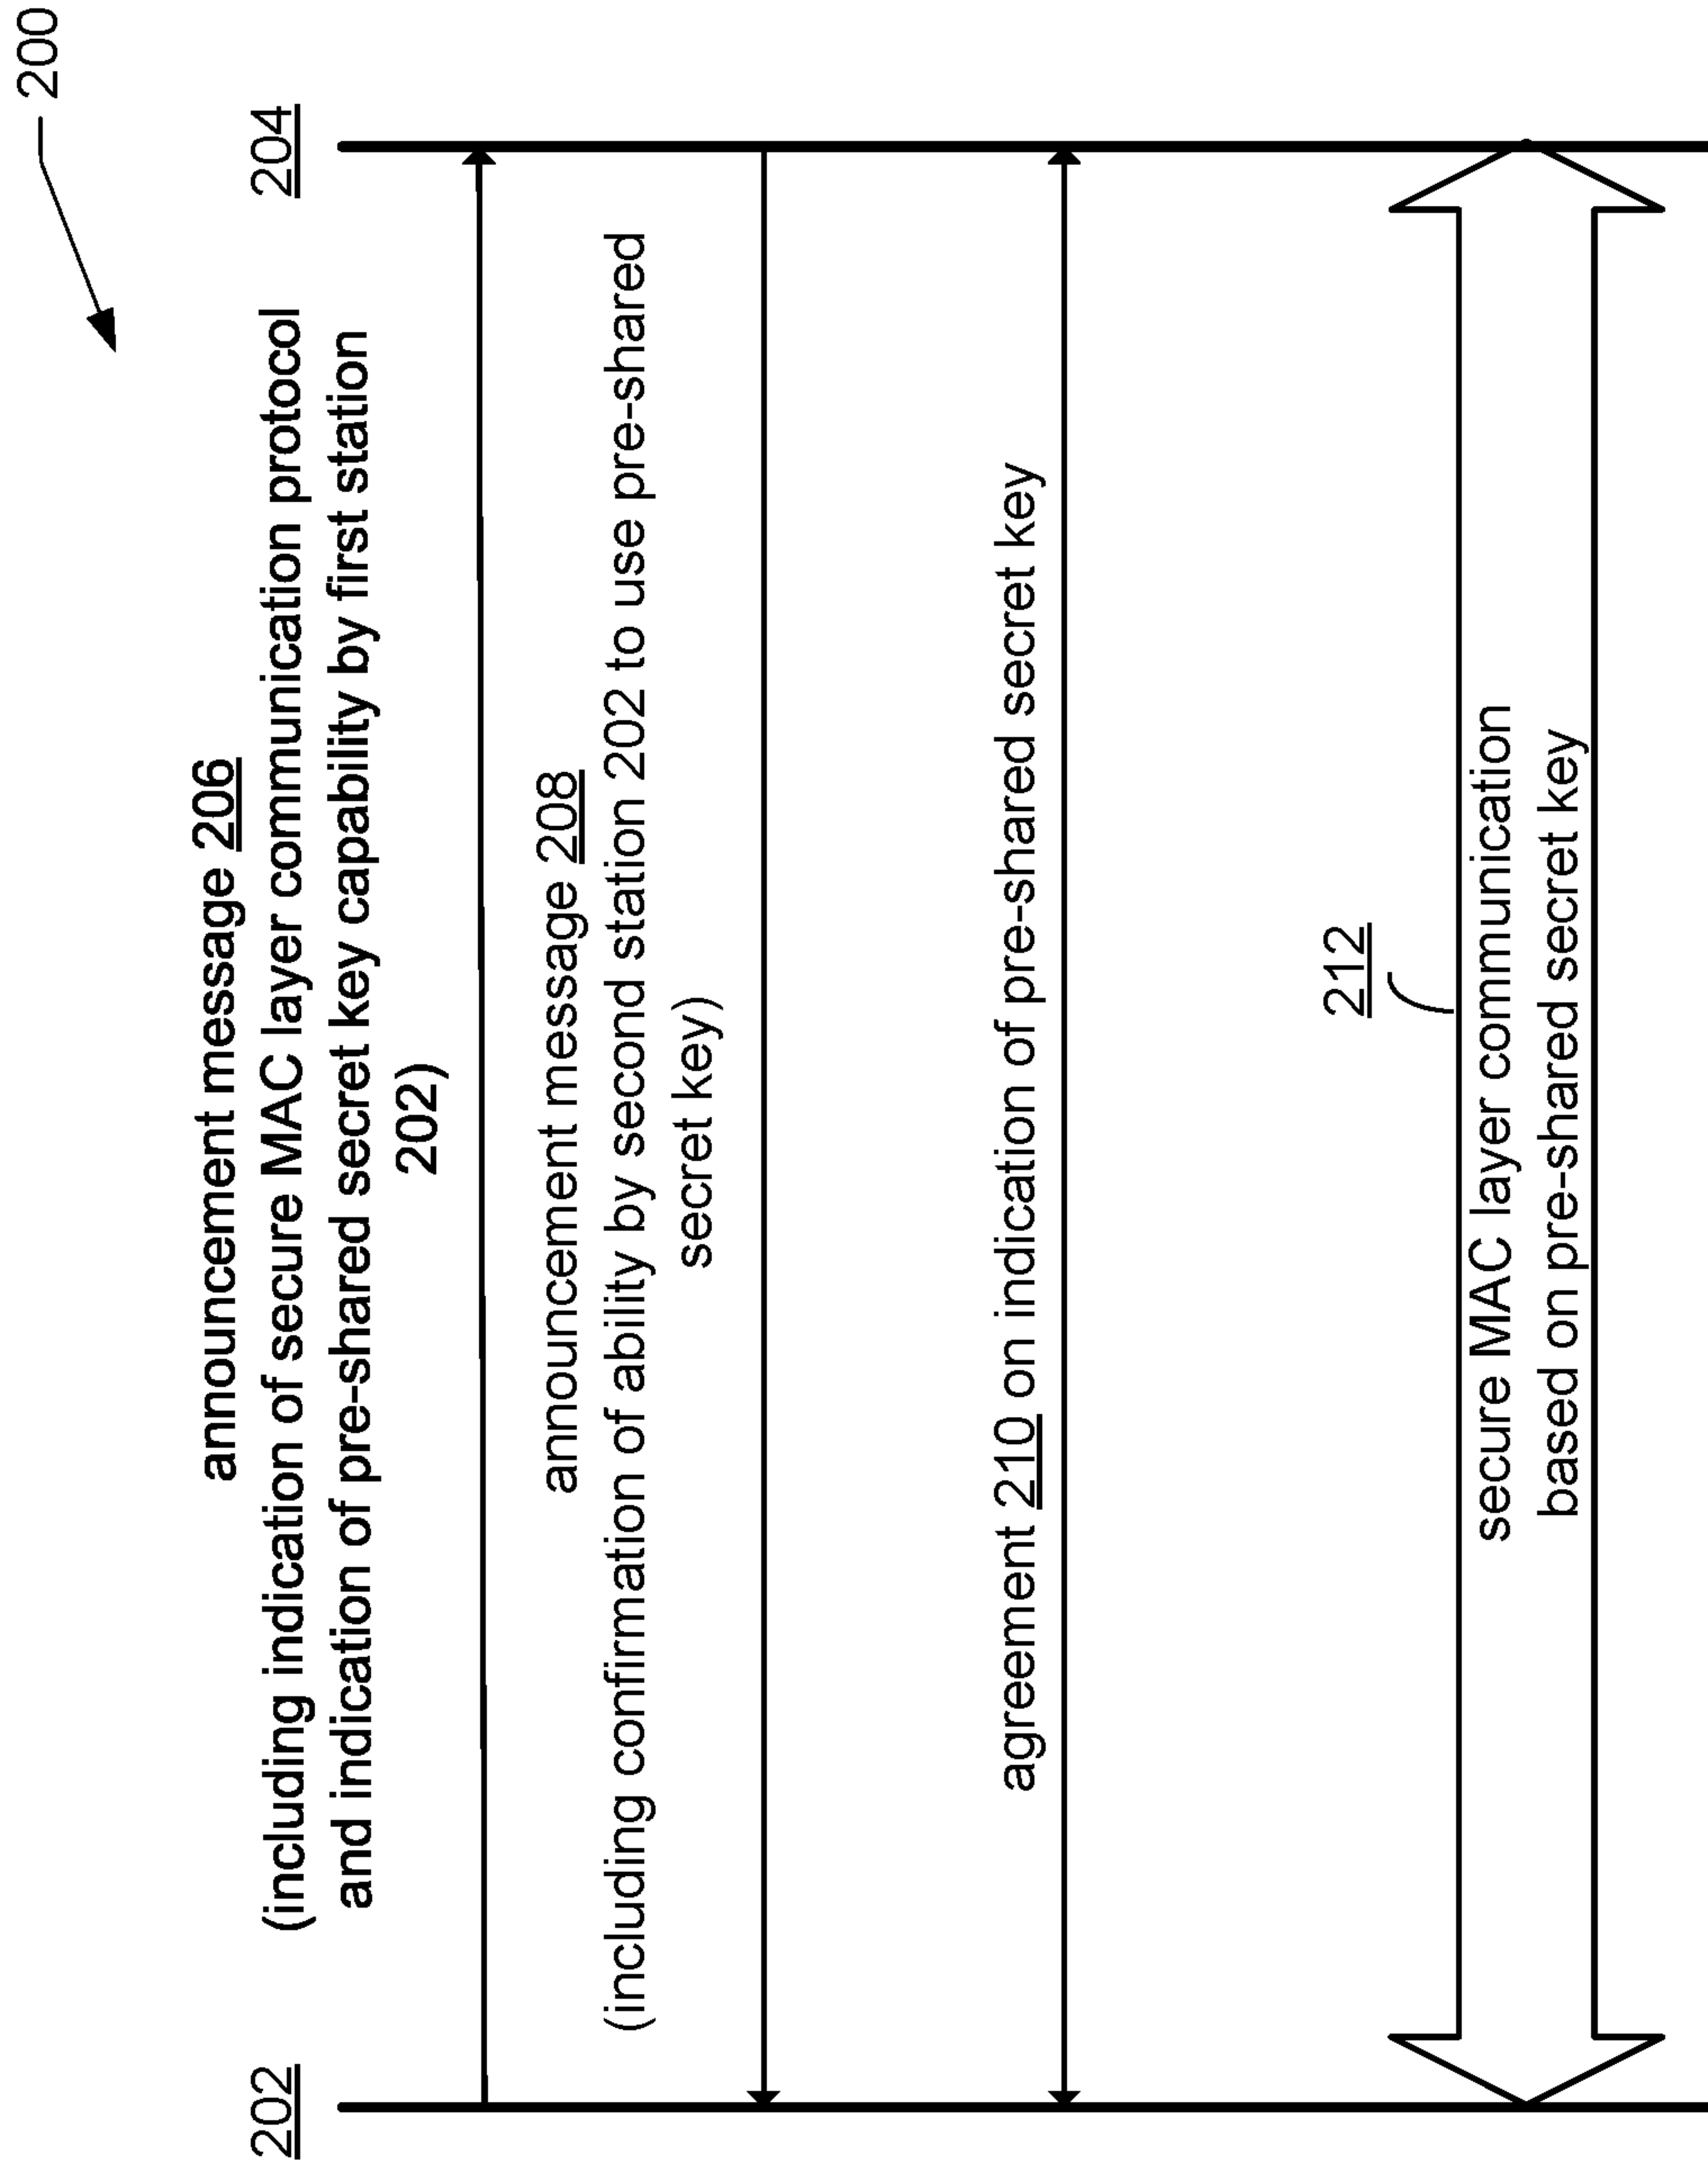 200
202
204
announcement message 206
(including indication of secure MAC layer communication protocol
and indication of pre-shared secret key capability by first station
202)
announcement message 208
(including confirmation of ability by second station 202 to use pre-shared
secret key)
agreement 210 on indication of pre-shared secret key
212
secure MAC layer communication
based on pre-shared secret key